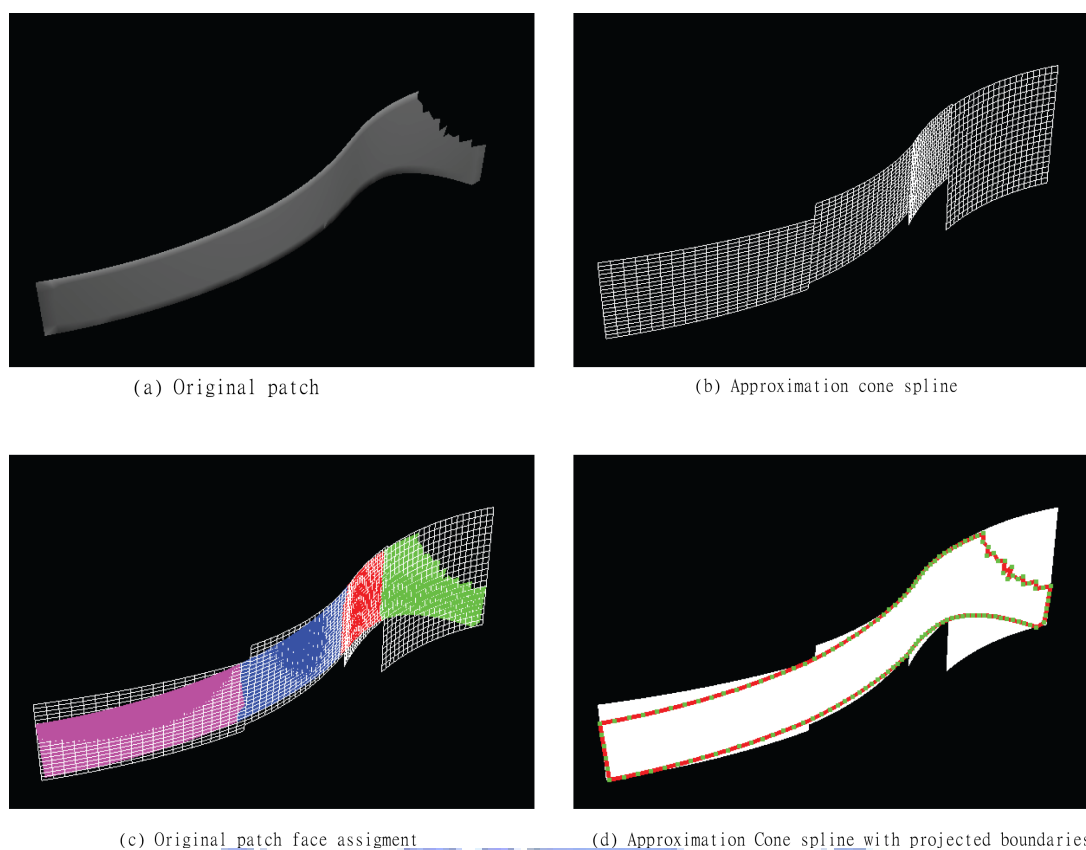 (a) Original patch
(b) Approximation cone spline
(c) Original patch face assigment
(d) Approximation Cone spline with projected boundaries